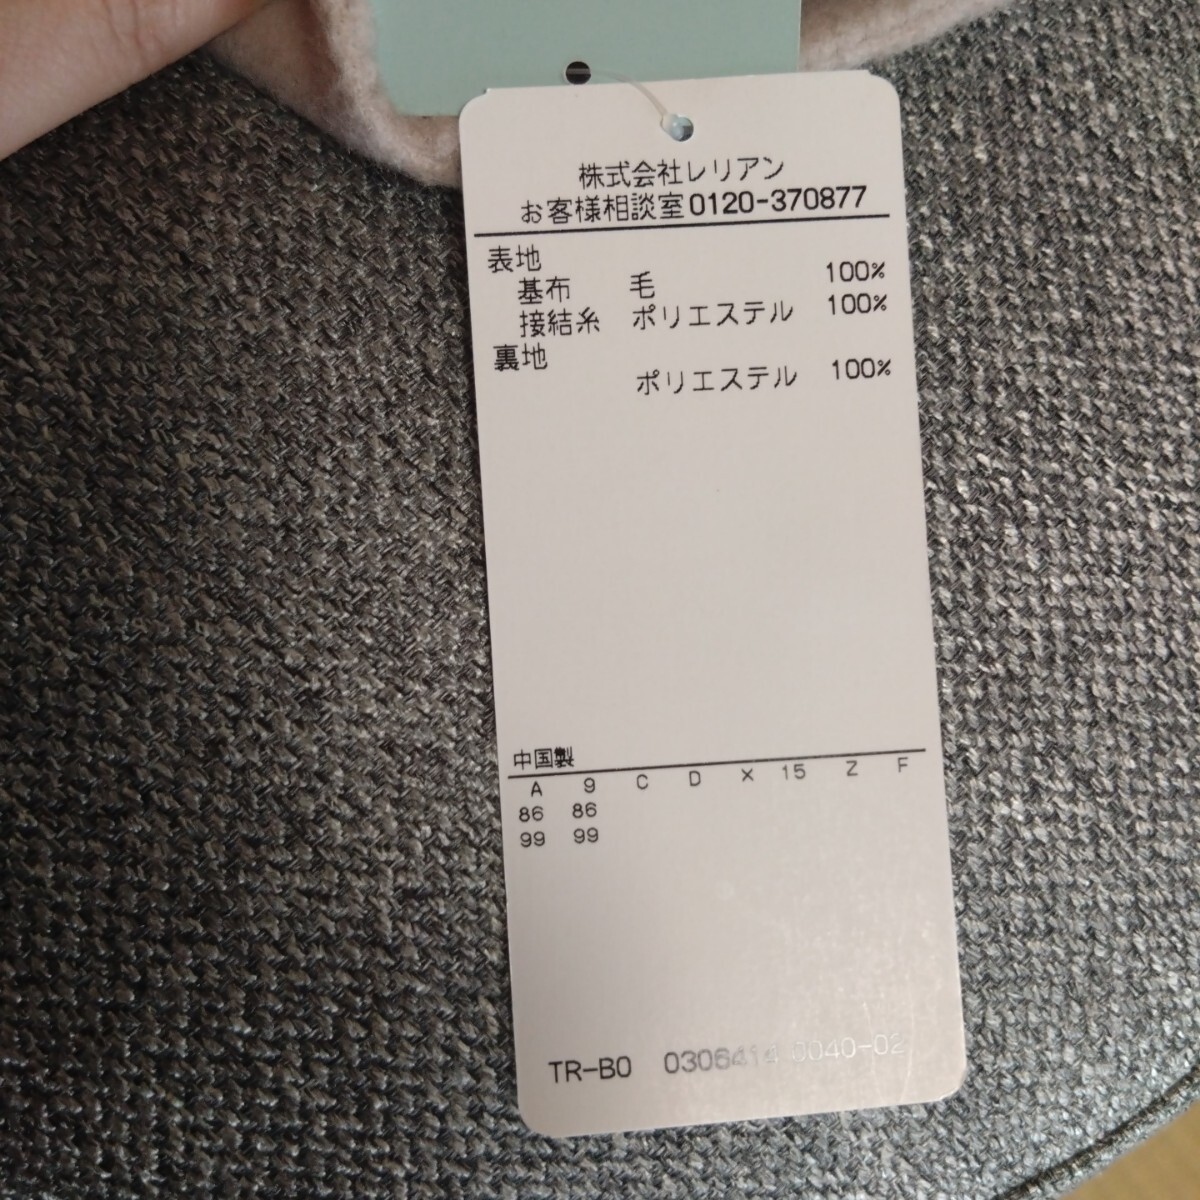 株式会社レリアン
お客様相談室0120-370877
表地
基布 毛 100%
接結糸 ポリエステル 100%
裏地
ポリエステル 100%
中国製
A 9 C D × 15 Z F
86 86
99 99
TR-BO 0306414 0040-02